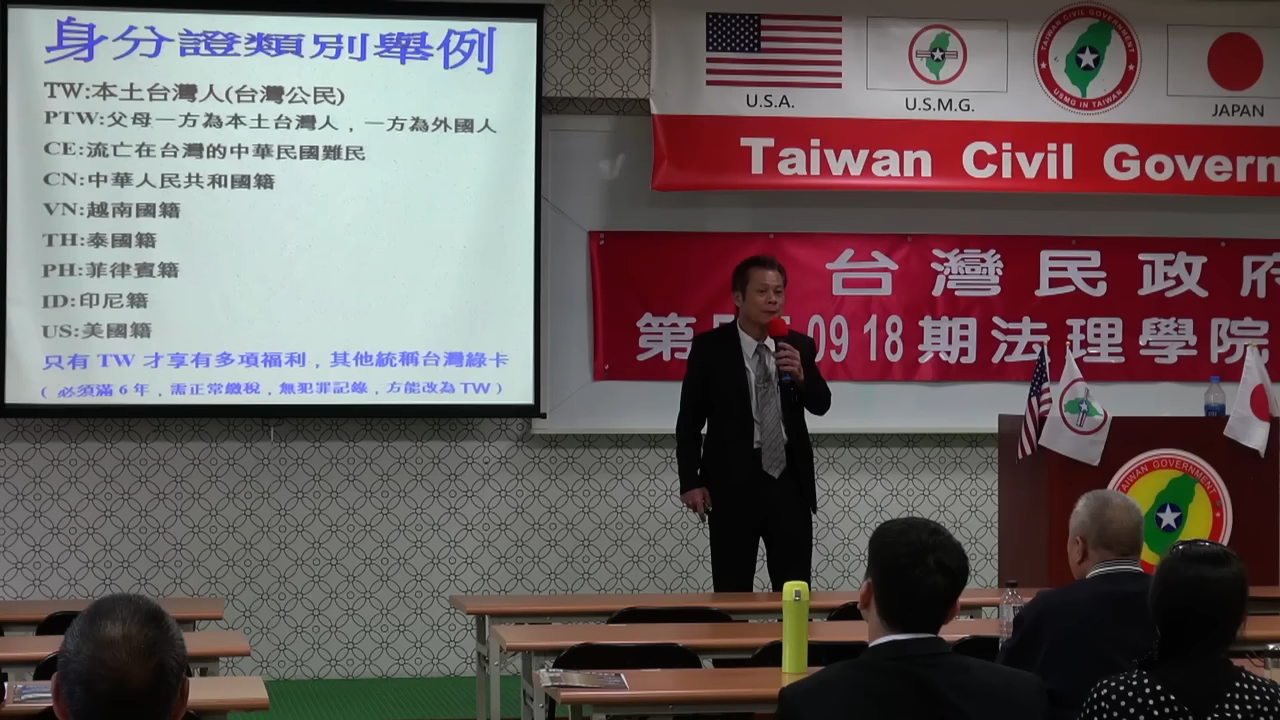 身分證類別舉例
TW:本土台灣人(台灣公民)
PTW:父母一方為本土台灣人，一方為外國人
CE:流亡在台灣的中華民國難民
CN:中華人民共和國籍
VN:越南國籍
TH:泰國籍
PH:菲律賓籍
ID:印尼籍
US:美國籍
只有 TW 才享有多項福利，其他統稱台灣綠卡
( 必須滿 6 年，需正常繳稅，無犯罪記錄，方能改為 TW )
U.S.A.
U.S.M.G.
TAIWAN CIVIL GOVERNMENT
USMG IN TAIWAN
JAPAN
Taiwan Civil Govern
台灣民政府
第
09 18 期法理學院
TAIWAN GOVERNMENT